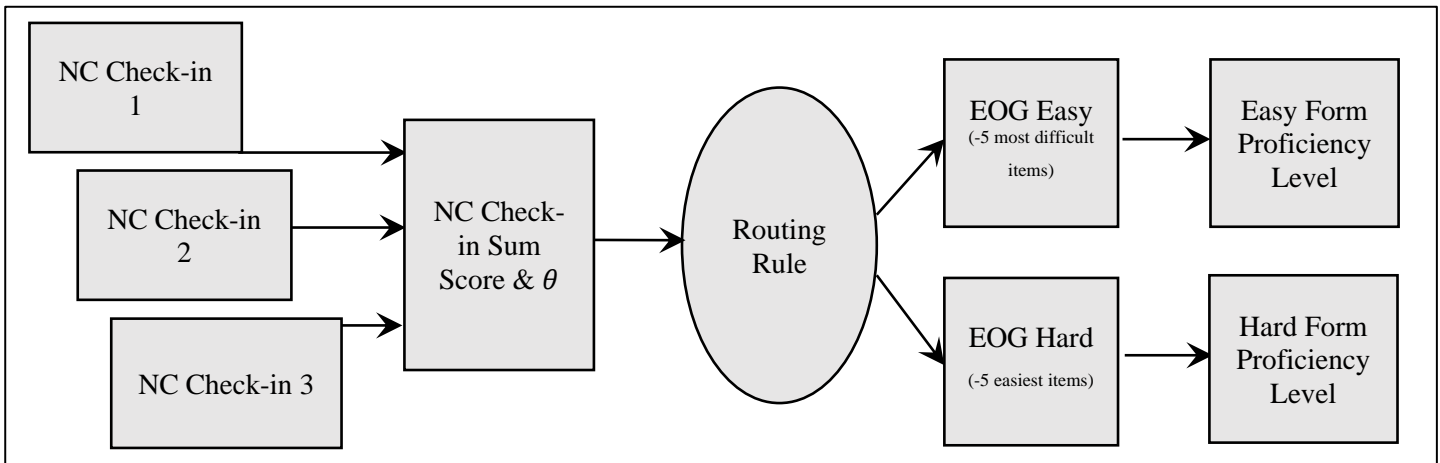 NC Check-in
1
NC Check-in
2
NC Check-in 3
NC Check-
in Sum
Score & θ
Routing
Rule
EOG Easy
(-5 most difficult
items)
Easy Form
Proficiency
Level
EOG Hard
(-5 easiest items)
Hard Form
Proficiency
Level